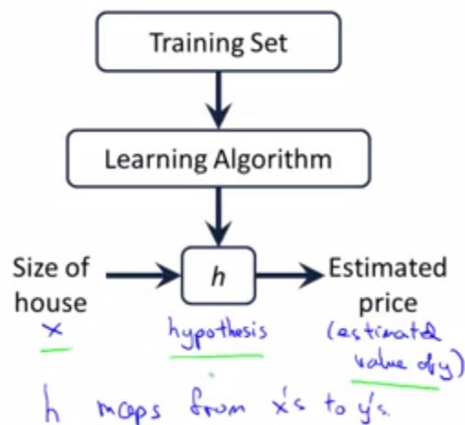 Training Set
Learning Algorithm
Size of
house
h
Estimated
price
x
hypothesis
(estimated
value of y)
h maps from x's to y's.